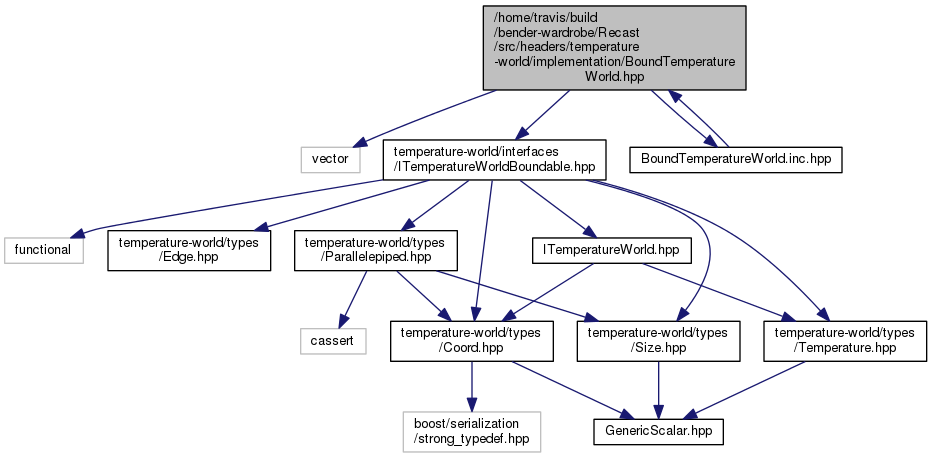 /home/travis/build
/bender-wardrobe/Recast
/src/headers/temperature
-world/implementation/BoundTemperature
World.hpp
vector
temperature-world/interfaces
/ITemperatureWorldBoundable.hpp
BoundTemperatureWorld.inc.hpp
functional
temperature-world/types
/Edge.hpp
temperature-world/types
/Parallelepiped.hpp
ITemperatureWorld.hpp
cassert
temperature-world/types
/Coord.hpp
temperature-world/types
/Size.hpp
temperature-world/types
/Temperature.hpp
boost/serialization
/strong_typedef.hpp
GenericScalar.hpp